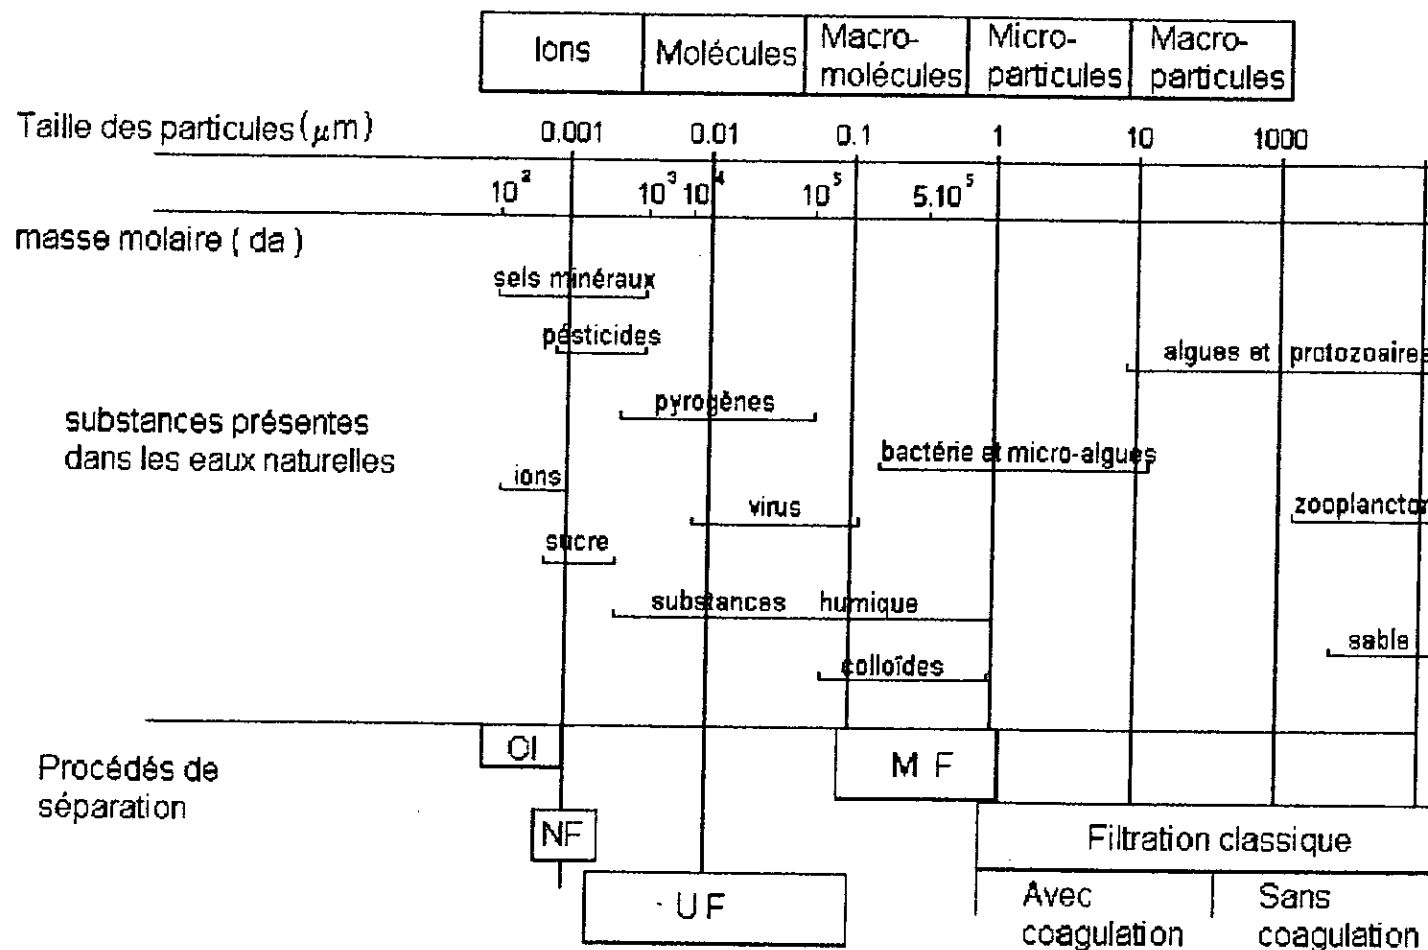 Ions Molécules Macro-molécules Micro-particules Macro-particules
Taille des particules (μm) 0.001 0.01 0.1 1 10 1000
10² 10³ 10⁴ 10⁵ 5.10⁵
masse molaire ( da )
sels minéraux
pésticides
algues et protozoaires
pyrogènes
substances présentes
dans les eaux naturelles
bactérie et micro-algues
ions
virus
zooplancton
sucre
substances humique
sable
colloïdes
Procédés de
séparation
OI
M F
NF
Filtration classique
UF
Avec
coagulation
Sans
coagulation